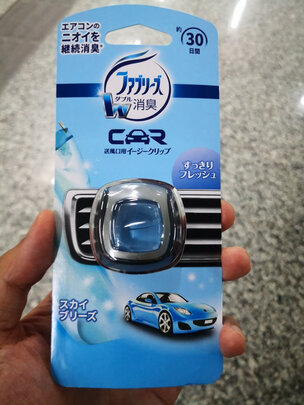 エアコンの
ニオイを
継続消臭*
約
30
日間
ファブリーズ
ダブル
W消臭
CAR
送風口用イージークリップ
すっきり
フレッシュ
スカイ
ブリーズ